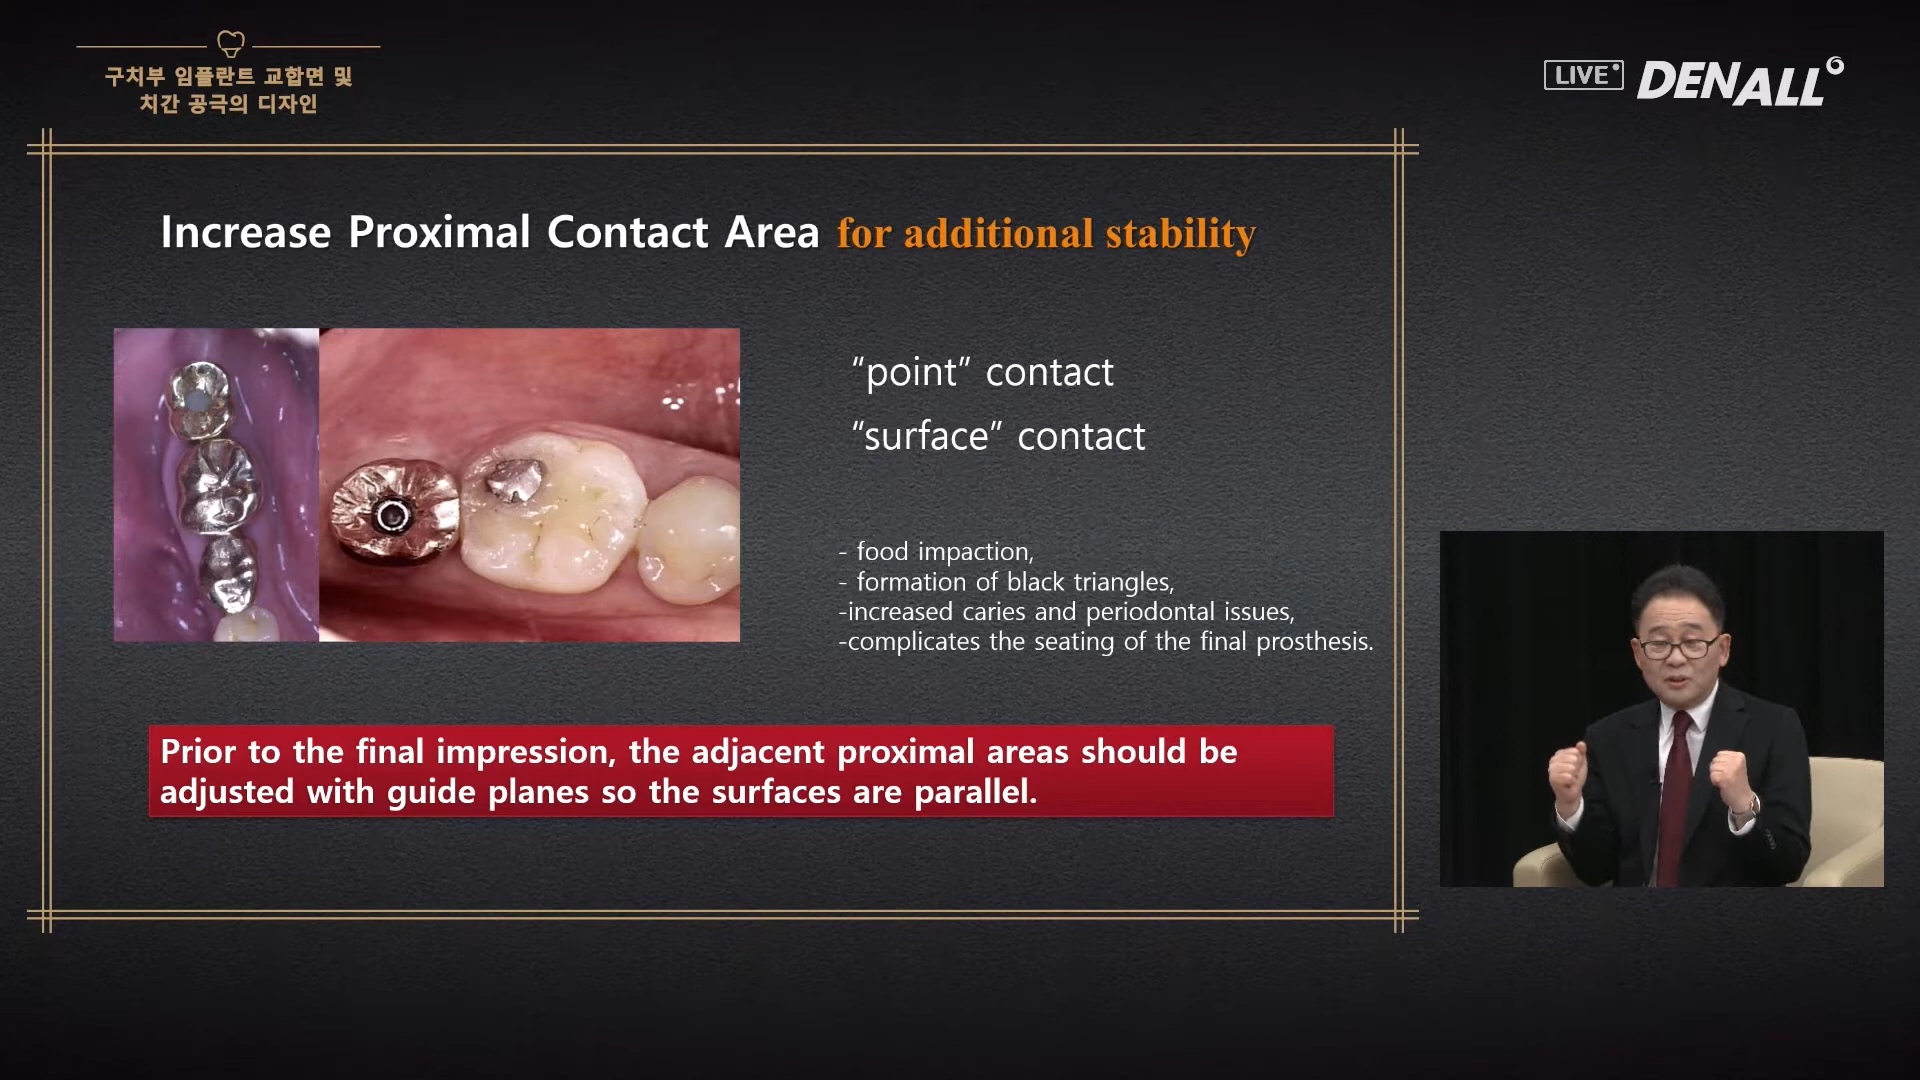 구치부 임플란트 교합면 및
치간 공극의 디자인
LIVE DENALL
Increase Proximal Contact Area for additional stability
“point” contact
“surface” contact
- food impaction,
- formation of black triangles,
-increased caries and periodontal issues,
-complicates the seating of the final prosthesis.
Prior to the final impression, the adjacent proximal areas should be
adjusted with guide planes so the surfaces are parallel.